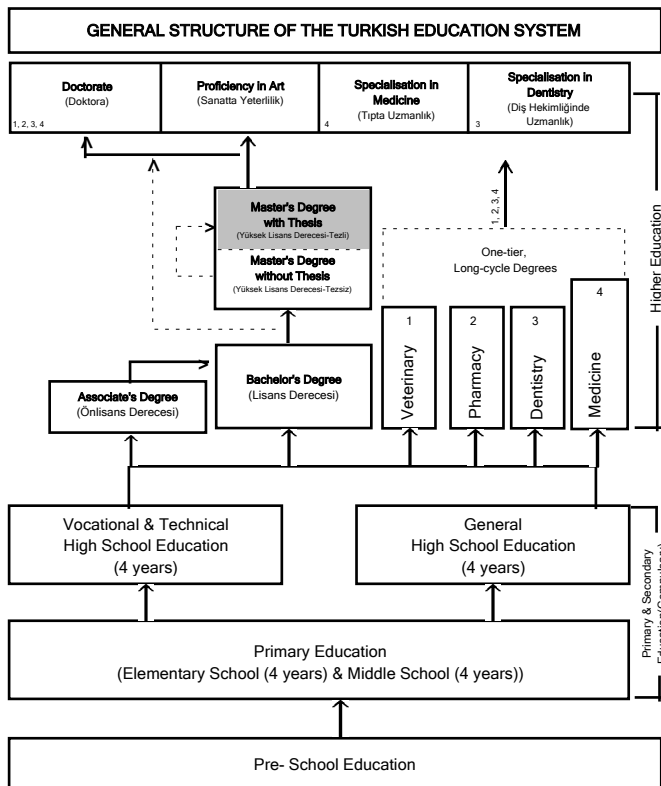 GENERAL STRUCTURE OF THE TURKISH EDUCATION SYSTEM
Doctorate
(Doktora)
1, 2, 3, 4
Proficiency in Art
(Sanatta Yeterlilik)
Specialisation in
Medicine
(Tıpta Uzmanlık)
4
Specialisation in
Dentistry
(Diş Hekimliğinde
Uzmanlık)
3
Higher Education
1, 2, 3, 4
Master's Degree
with Thesis
(Yüksek Lisans Derecesi-Tezli)
Master's Degree
without Thesis
(Yüksek Lisans Derecesi-Tezsiz)
One-tier,
Long-cycle Degrees
1
Veterinary
2
Pharmacy
3
Dentistry
4
Medicine
Associate's Degree
(Önlisans Derecesi)
Bachelor's Degree
(Lisans Derecesi)
Vocational & Technical
High School Education
(4 years)
General
High School Education
(4 years)
Primary & Secondary
Education(Compulsory)
Primary Education
(Elementary School (4 years) & Middle School (4 years))
Pre- School Education